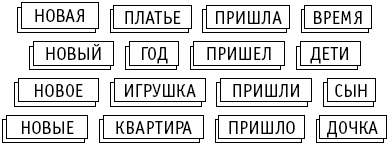 НОВАЯ ПЛАТЬЕ ПРИШЛА ВРЕМЯ
НОВЫЙ ГОД ПРИШЕЛ ДЕТИ
НОВОЕ ИГРУШКА ПРИШЛИ СЫН
НОВЫЕ КВАРТИРА ПРИШЛО ДОЧКА